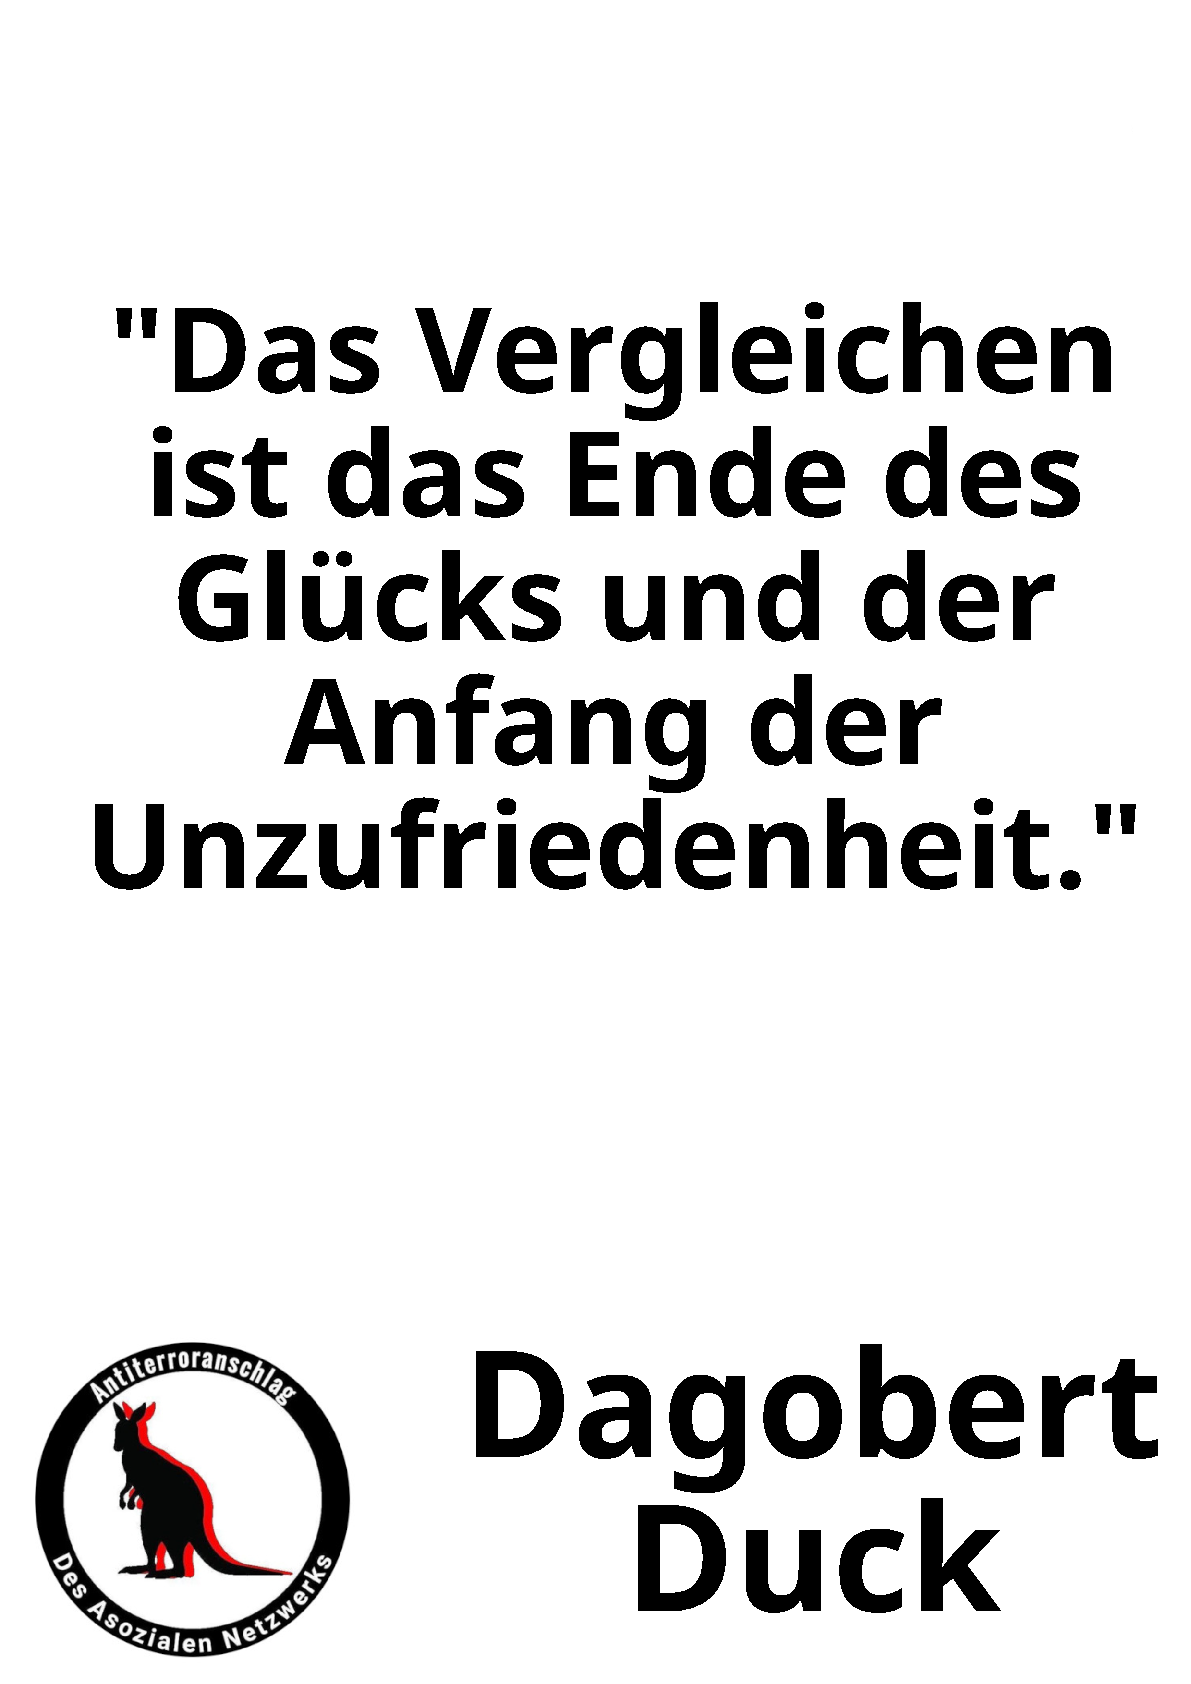 "Das Vergleichen
ist das Ende des
Glücks und der
Anfang der
Unzufriedenheit."
Antiterroranschlag
Des Asozialen Netzwerks
Dagobert
Duck